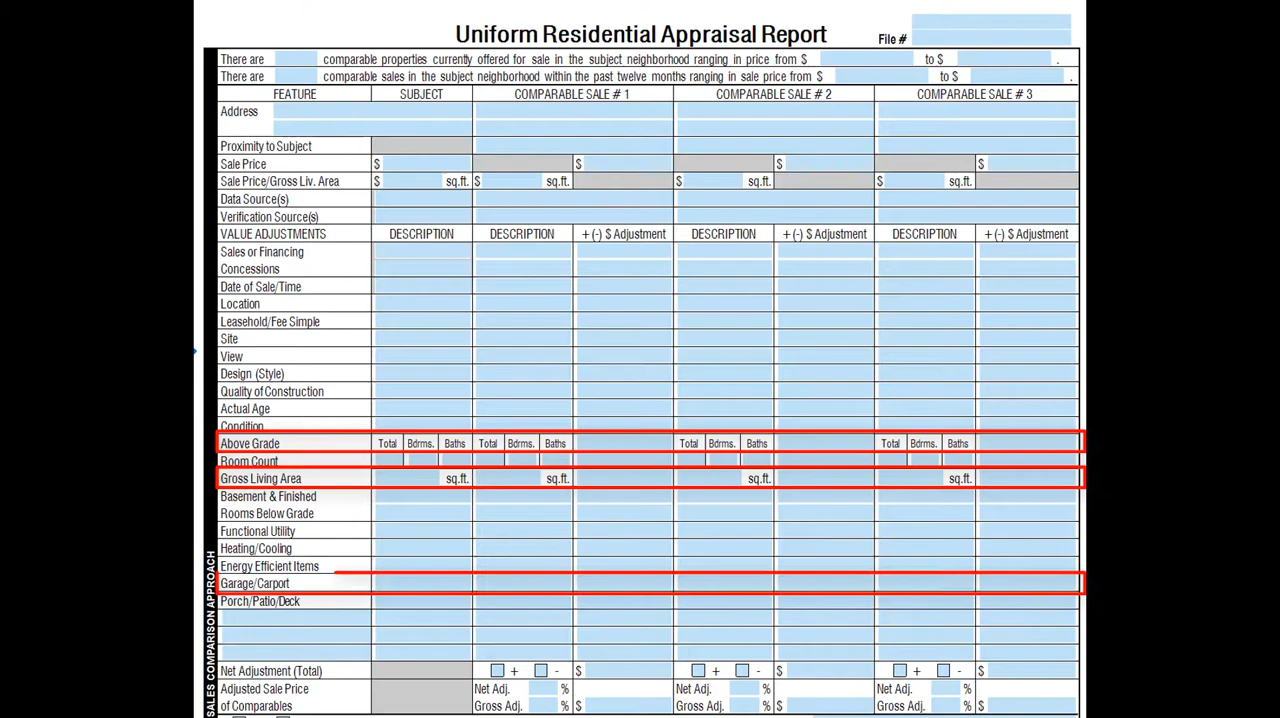 Uniform Residential Appraisal Report File #
There are comparable properties currently offered for sale in the subject neighborhood ranging in price from $ to $ .
There are comparable sales in the subject neighborhood within the past twelve months ranging in sale price from $ to $ .
FEATURE SUBJECT COMPARABLE SALE # 1 COMPARABLE SALE # 2 COMPARABLE SALE # 3
Address
Proximity to Subject
Sale Price $ $ $ $
Sale Price/Gross Liv. Area $ sq.ft. $ sq.ft. $ sq.ft. $ sq.ft.
Data Source(s)
Verification Source(s)
VALUE ADJUSTMENTS DESCRIPTION DESCRIPTION +(-) $ Adjustment DESCRIPTION +(-) $ Adjustment DESCRIPTION +(-) $ Adjustment
Sales or Financing
Concessions
Date of Sale/Time
Location
Leasehold/Fee Simple
Site
View
Design (Style)
Quality of Construction
Actual Age
Condition
Above Grade Total Bdrms. Baths Total Bdrms. Baths Total Bdrms. Baths Total Bdrms. Baths
Room Count
Gross Living Area sq.ft. sq.ft. sq.ft. sq.ft.
Basement & Finished
Rooms Below Grade
Functional Utility
Heating/Cooling
Energy Efficient Items
Garage/Carport
Porch/Patio/Deck
Net Adjustment (Total) + - $ + - $ + - $
Adjusted Sale Price Net Adj. % Net Adj. % Net Adj. %
of Comparables Gross Adj. % $ Gross Adj. % $ Gross Adj. % $
SALES COMPARISON APPROACH